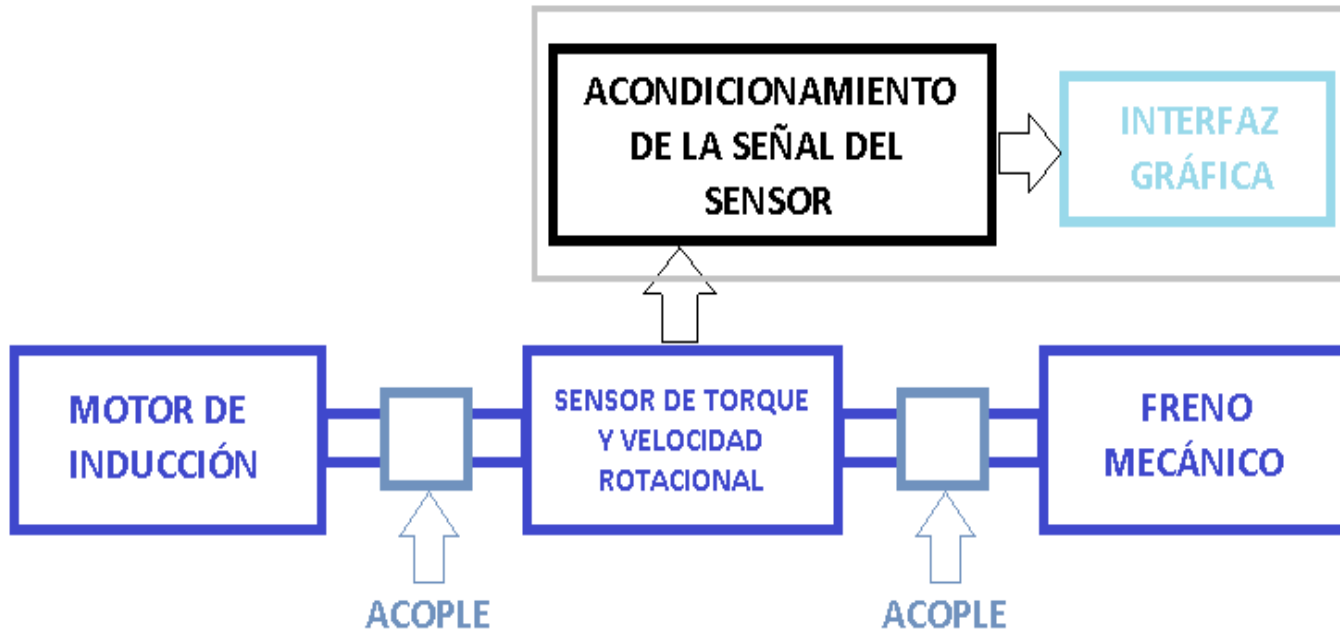 ACONDICIONAMIENTO
DE LA SEÑAL DEL
SENSOR
INTERFAZ
GRÁFICA
MOTOR DE
INDUCCIÓN
SENSOR DE TORQUE
Y VELOCIDAD
ROTACIONAL
FRENO
MECÁNICO
ACOPLE
ACOPLE